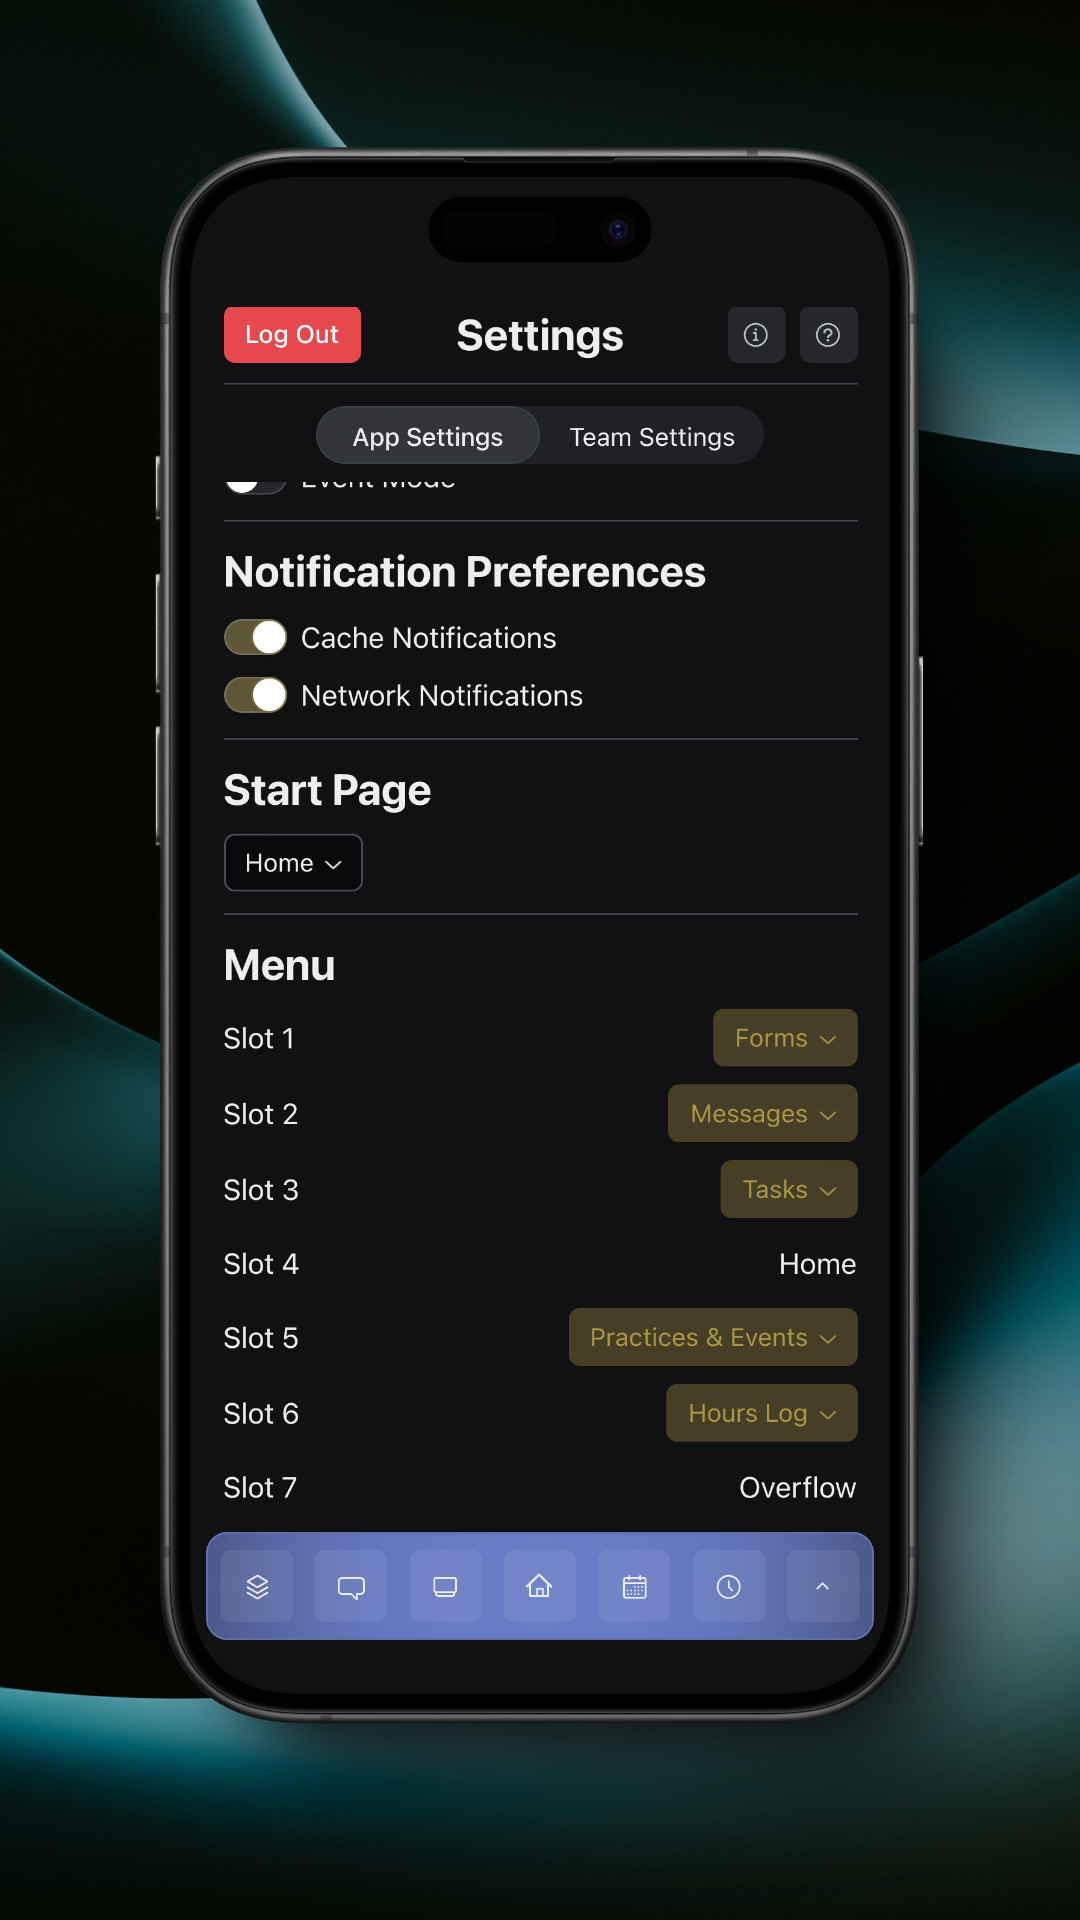 Log Out
Settings
App Settings
Team Settings
Event Mode
Notification Preferences
Cache Notifications
Network Notifications
Start Page
Home
Menu
Slot 1
Forms
Slot 2
Messages
Slot 3
Tasks
Slot 4
Home
Slot 5
Practices & Events
Slot 6
Hours Log
Slot 7
Overflow